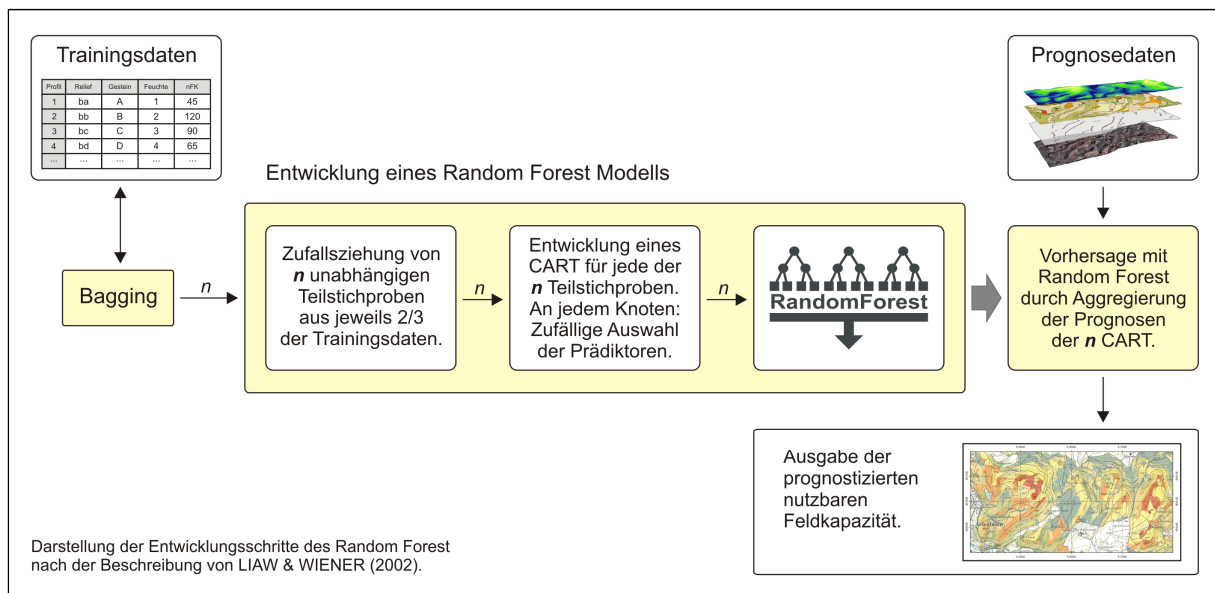 Trainingsdaten
Profil Relief Gestein Feuchte nFK
1 ba A 1 45
2 bb B 2 120
3 bc C 3 90
4 bd D 4 65
... ... ... ... ...
Prognosedaten
Entwicklung eines Random Forest Modells
Bagging
n
Zufallsziehung von
n unabhängigen
Teilstichproben
aus jeweils 2/3
der Trainingsdaten.
n
Entwicklung eines
CART für jede der
n Teilstichproben.
An jedem Knoten:
Zufällige Auswahl
der Prädiktoren.
n
RandomForest
Vorhersage mit
Random Forest
durch Aggregierung
der Prognosen
der n CART.
Ausgabe der
prognostizierten
nutzbaren
Feldkapazität.
Darstellung der Entwicklungsschritte des Random Forest
nach der Beschreibung von LIAW & WIENER (2002).